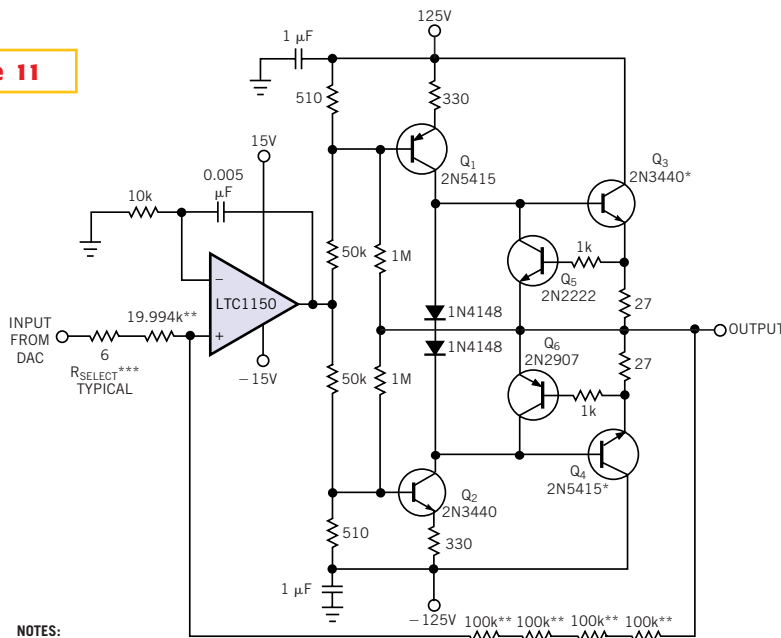 e 11
125V
1 µF
510
330
15V
Q1
2N5415
Q3
2N3440*
0.005
µF
10k
50k
1M
1k
Q5
2N2222
LTC1150
1N4148
27
INPUT
FROM
DAC
19.994k**
6
RSELECT***
TYPICAL
−
+
OUTPUT
−15V
1N4148
Q6
2N2907
27
50k
1M
1k
Q2
2N3440
Q4
2N5415*
510
330
1 µF
−125V
100k** 100k** 100k** 100k**
NOTES: